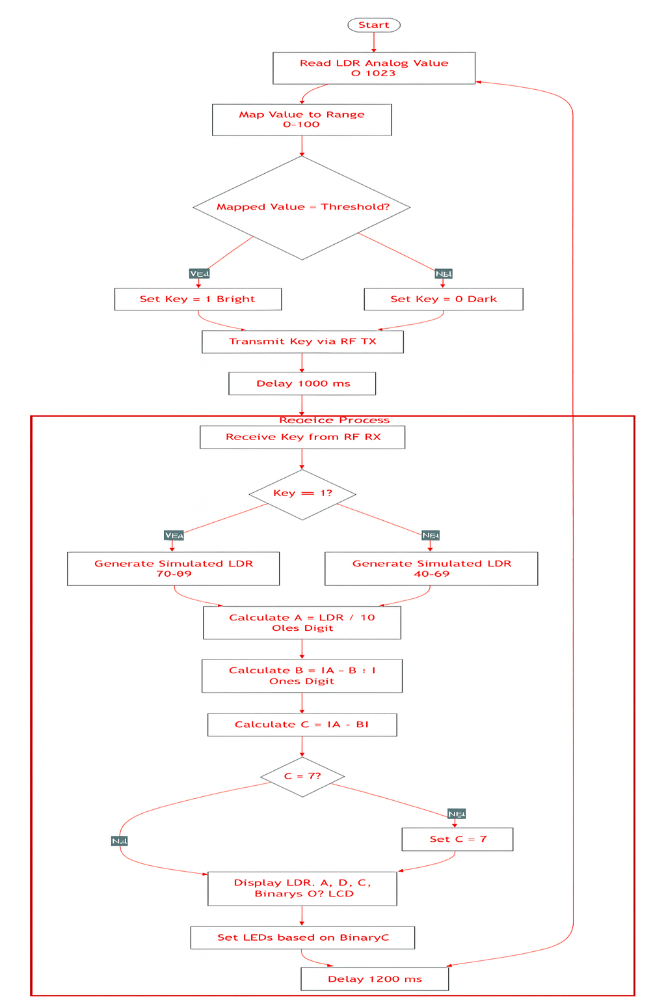 Start
Read LDR Analog Value
O 1023
Map Value to Range
0-100
Mapped Value = Threshold?
Set Key = 1 Bright
Set Key = 0 Dark
Transmit Key via RF TX
Delay 1000 ms
Process
Receive Key from RF RX
Key == 1?
Generate Simulated LDR
70-89
Generate Simulated LDR
40-69
Calculate A = LDR / 10
Oles Digit
Calculate B = IA - B : I
Ones Digit
Calculate C = IA - BI
C = 7?
Set C = 7
Display LDR. A, D, C,
Binarys O? LCD
Set LEDs based on BinaryC
Delay 1200 ms